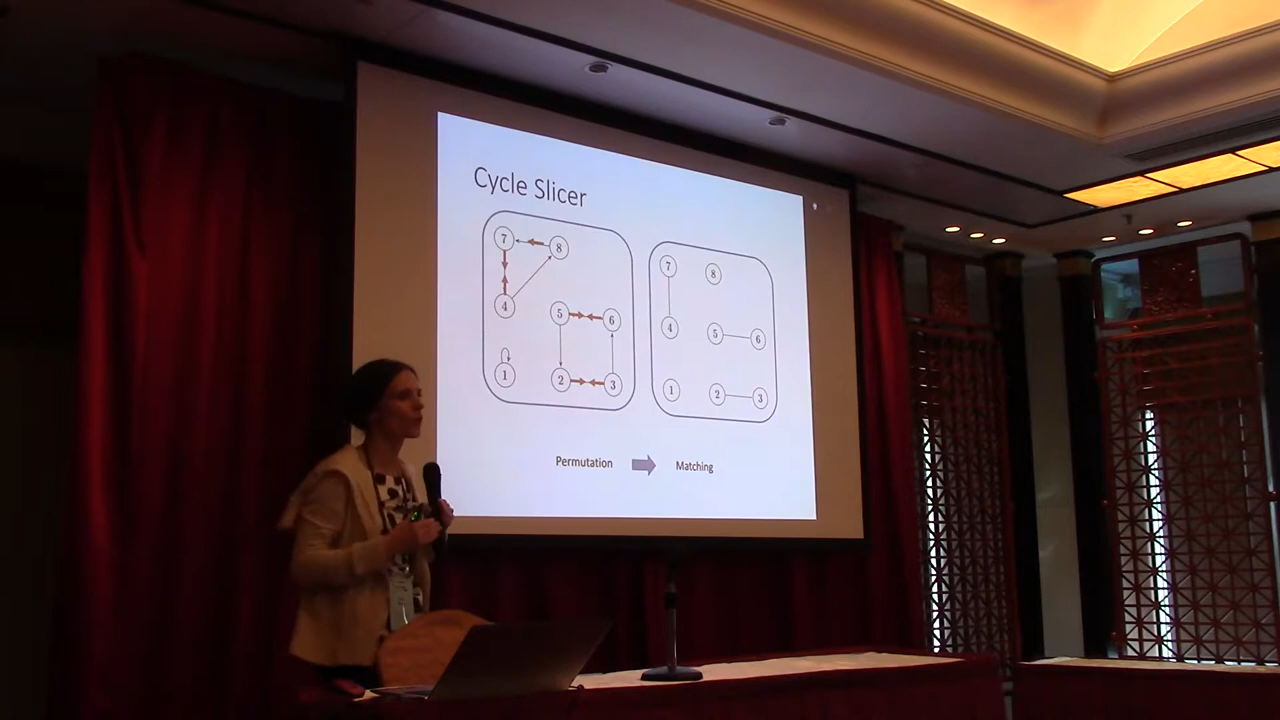 Cycle Slicer
7 8
4
5 6
1 2 3
7 8
4 5 6
1 2 3
Permutation Matching